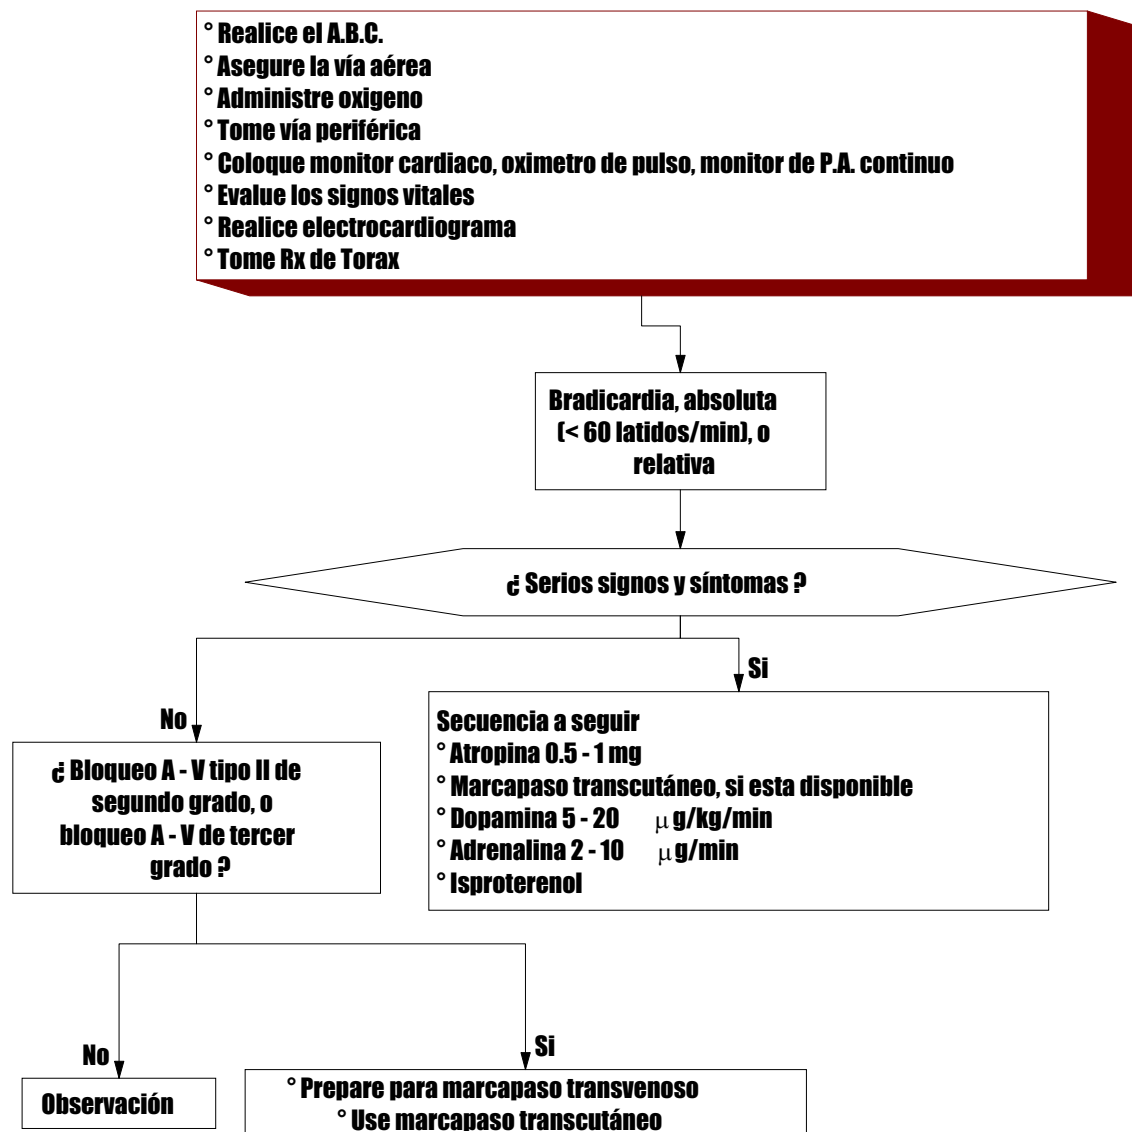 ° Realice el A.B.C.
° Asegure la vía aérea
° Administre oxigeno
° Tome vía periférica
° Coloque monitor cardiaco, oximetro de pulso, monitor de P.A. continuo
° Evalue los signos vitales
° Realice electrocardiograma
° Tome Rx de Torax
Bradicardia, absoluta
(< 60 latidos/min), o
relativa
¿ Serios signos y síntomas ?
Si
No
Secuencia a seguir
° Atropina 0.5 - 1 mg
° Marcapaso transcutáneo, si esta disponible
° Dopamina 5 - 20 µg/kg/min
° Adrenalina 2 - 10 µg/min
° Isproterenol
¿ Bloqueo A - V tipo II de
segundo grado, o
bloqueo A - V de tercer
grado ?
No
Si
Observación
° Prepare para marcapaso transvenoso
° Use marcapaso transcutáneo